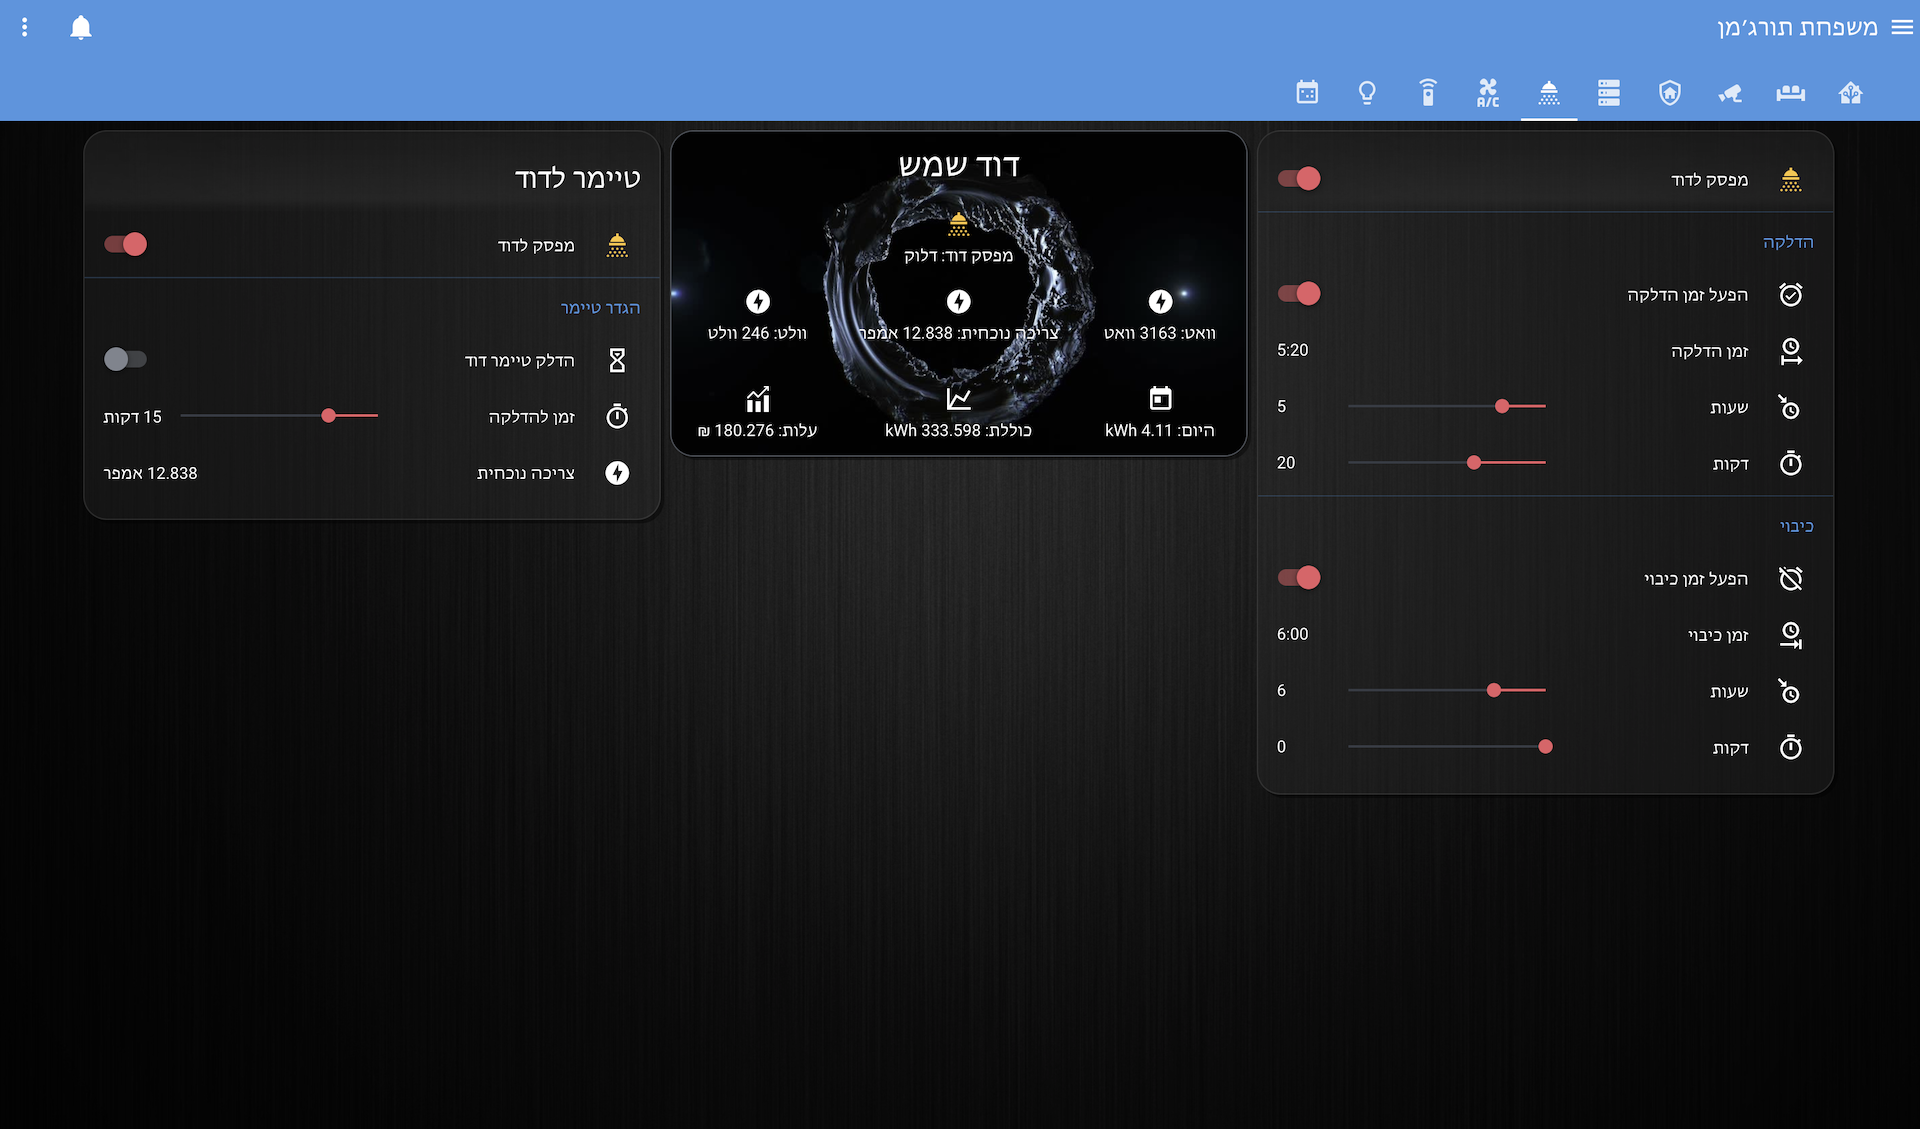 משפחת תורג'מן
A/C
מפסק לדוד
הדלקה
הפעל זמן הדלקה
זמן הדלקה 5:20
שעות 5
דקות 20
כיבוי
הפעל זמן כיבוי
זמן כיבוי 6:00
שעות 6
דקות 0
דוד שמש
מפסק דוד: דלוק
וואט: 3163 וואט
צריכה נוכחית: 12.838 אמפר
וולט: 246 וולט
היום: 4.11 kWh
כוללת: 333.598 kWh
עלות: 180.276 ₪
טיימר לדוד
מפסק לדוד
הגדר טיימר
הדלק טיימר דוד
זמן להדלקה 15 דקות
צריכה נוכחית 12.838 אמפר